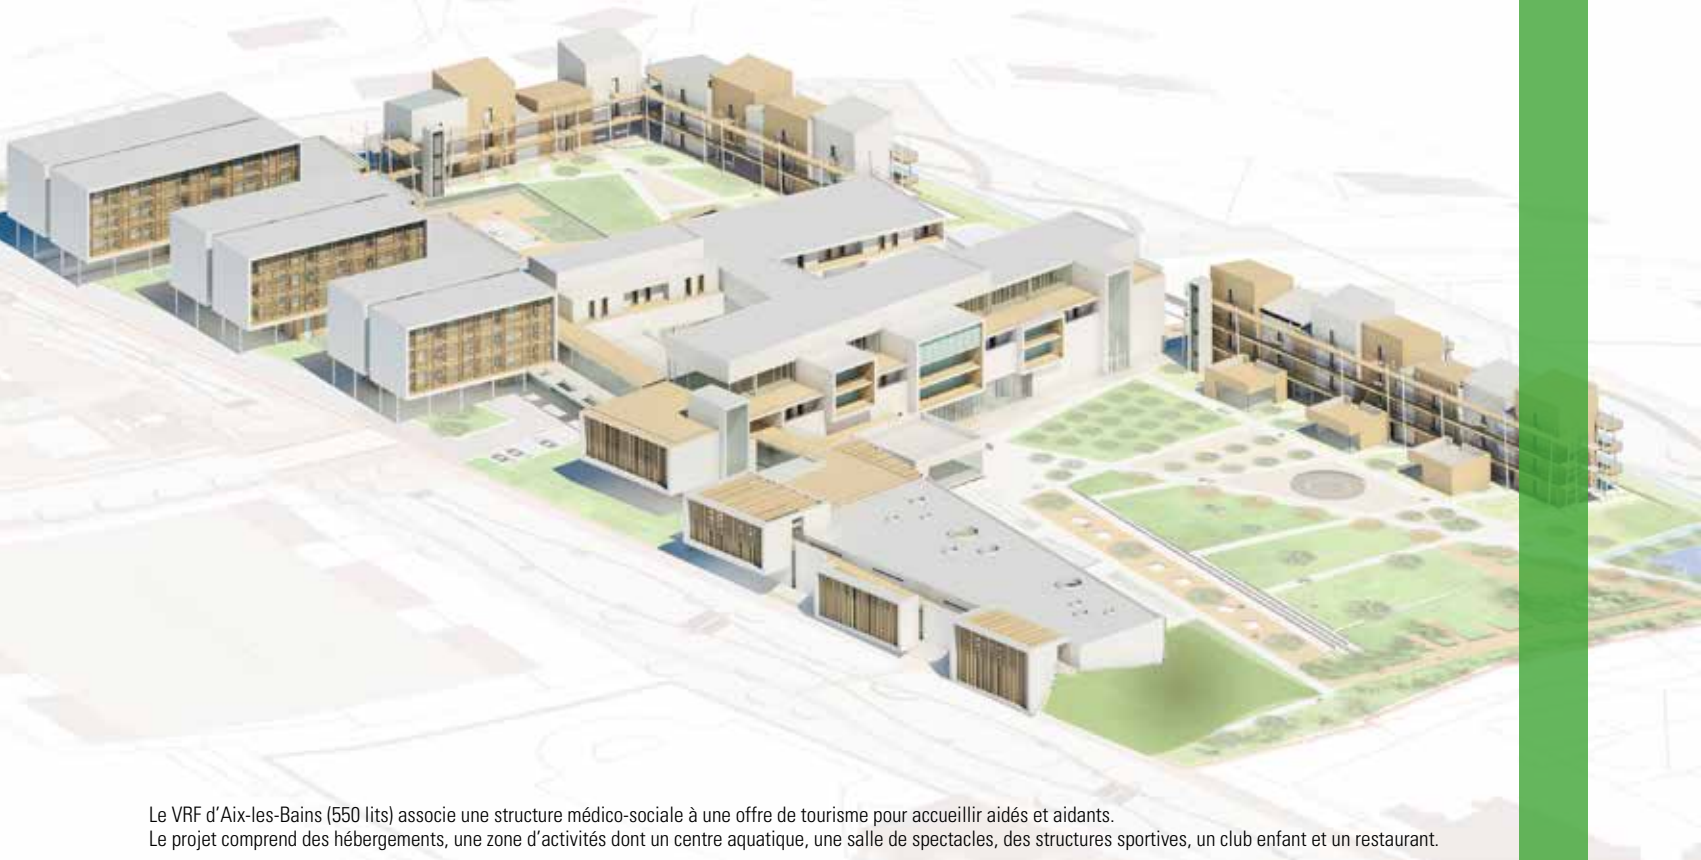 Le VRF d'Aix-les-Bains (550 lits) associe une structure médico-sociale à une offre de tourisme pour accueillir aidés et aidants.
Le projet comprend des hébergements, une zone d'activités dont un centre aquatique, une salle de spectacles, des structures sportives, un club enfant et un restaurant.